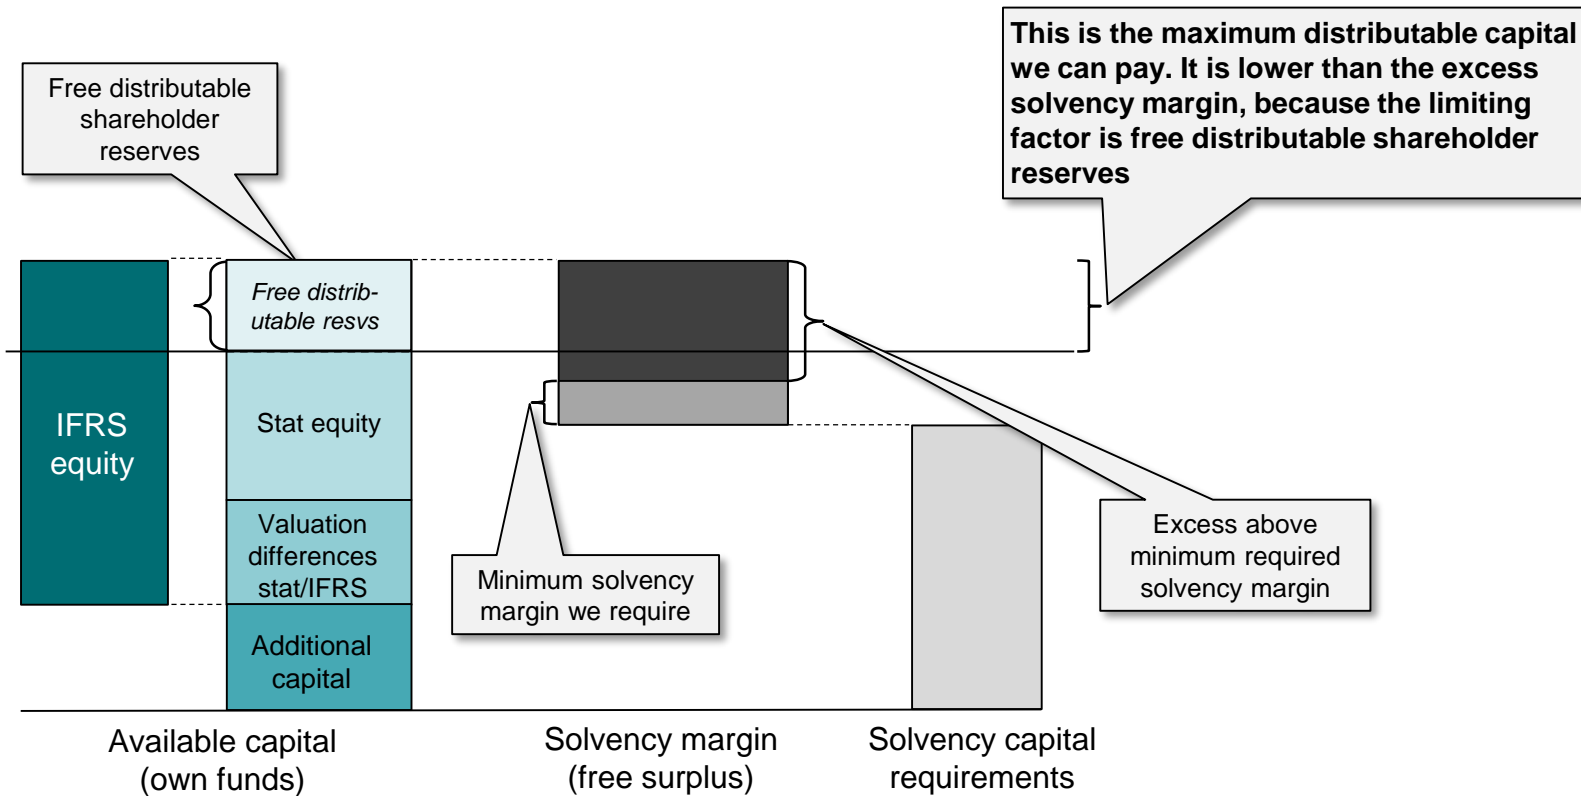 This is the maximum distributable capital
we can pay. It is lower than the excess
solvency margin, because the limiting
factor is free distributable shareholder
reserves
Free distributable
shareholder
reserves
Free distrib-
utable resvs
IFRS
equity
Stat equity
Valuation
differences
stat/IFRS
Additional
capital
Minimum solvency
margin we require
Excess above
minimum required
solvency margin
Available capital
(own funds)
Solvency margin
(free surplus)
Solvency capital
requirements